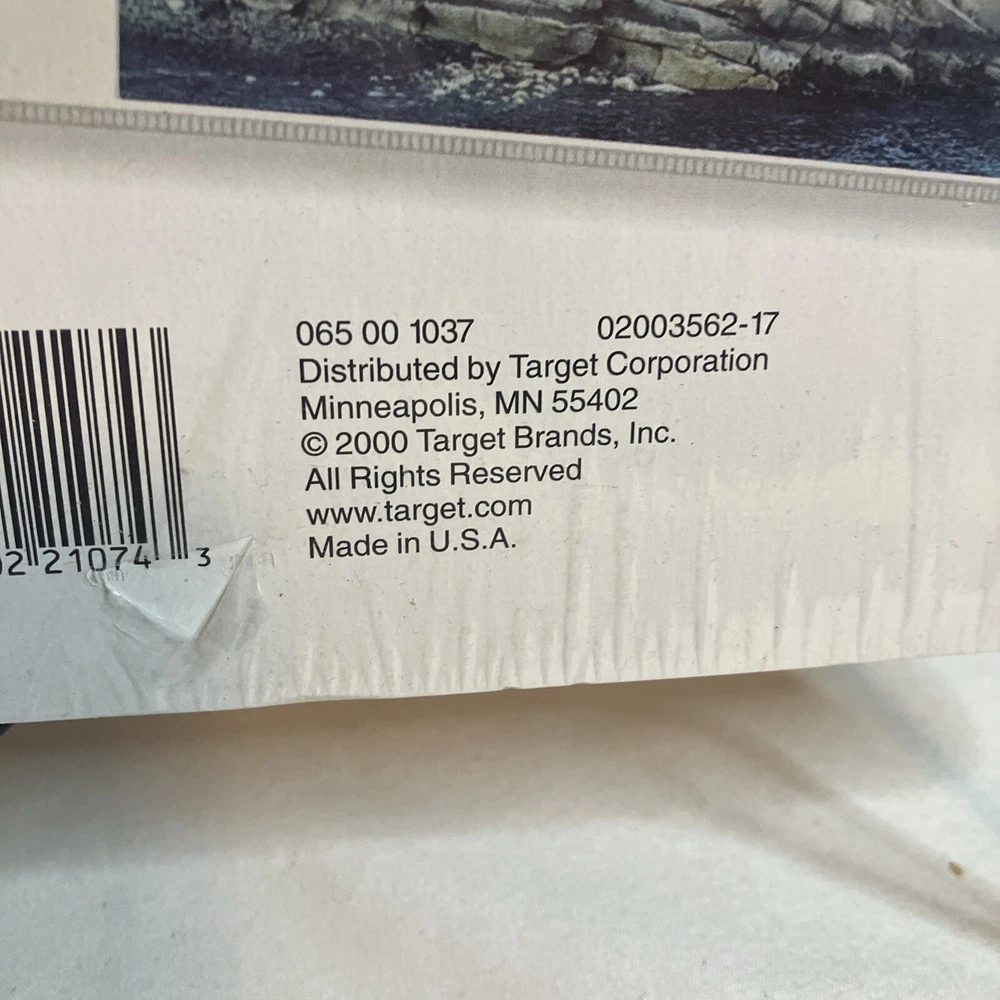 065 00 1037 02003562-17
Distributed by Target Corporation
Minneapolis, MN 55402
© 2000 Target Brands, Inc.
All Rights Reserved
www.target.com
Made in U.S.A.
2 21074 3